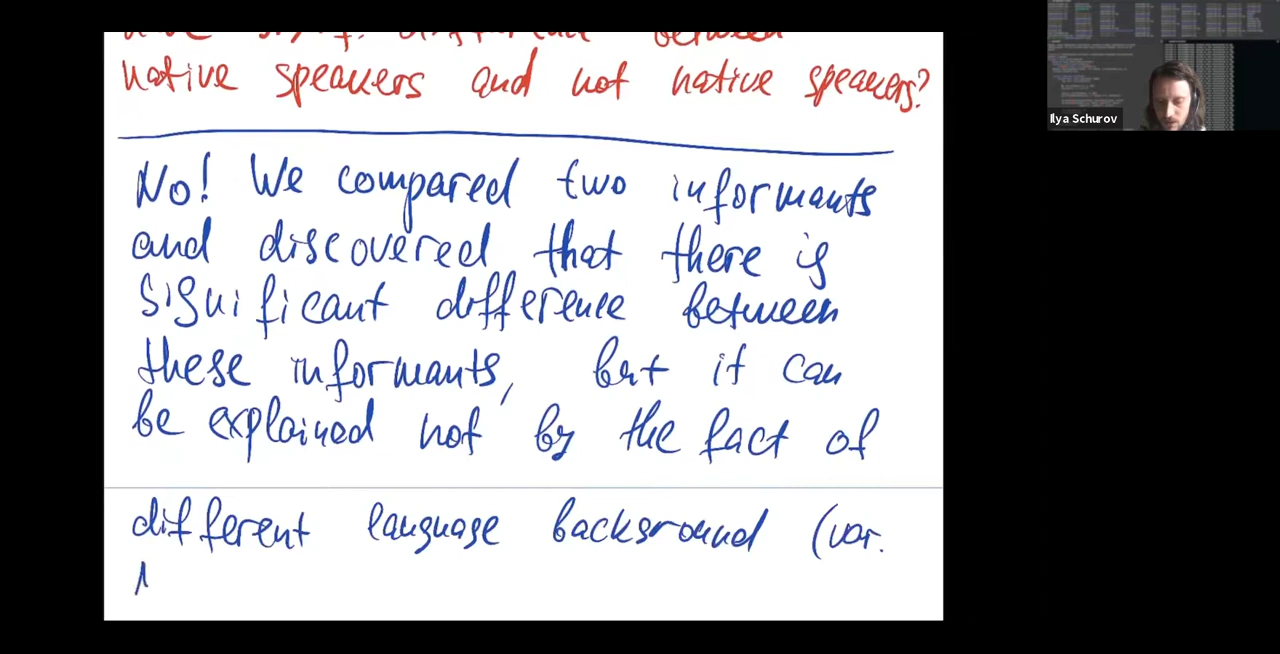 between
native speakers and not native speakers?
No! We compared two informants
and discovered that there is
significant difference between
these informants, but it can
be explained not by the fact of
different language background (var.
Ilya Schurov